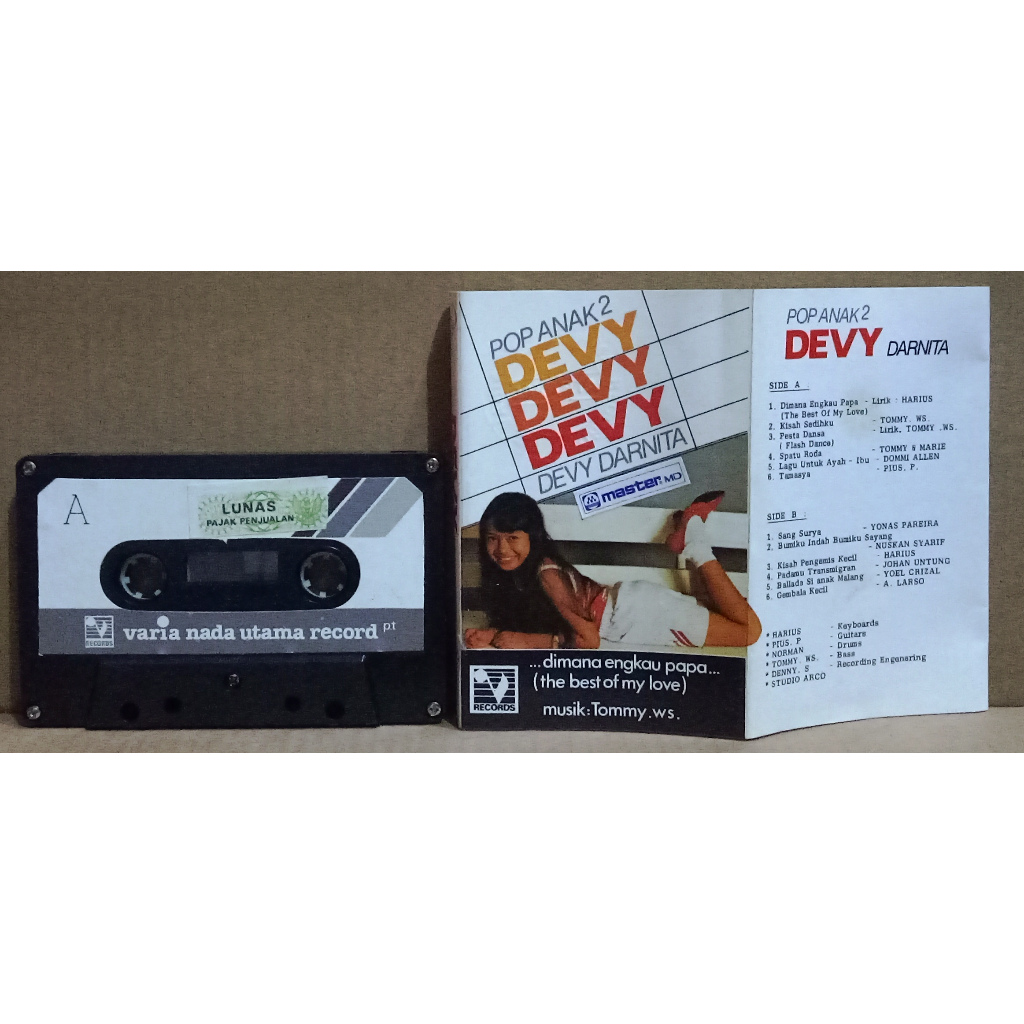 A
LUNAS
PAJAK PENJUALAN
V
RECORDS
varia nada utama record p.t
POP ANAK2
DEVY
DEVY
DEVY
DEVY DARNITA
master MD
...dimana engkau papa...
(the best of my love)
musik: Tommy.ws.
V
RECORDS
POP ANAK2
DEVY DARNITA
SIDE A :
1. Dimana Engkau Papa - Lirik : HARIUS
(The Best Of My Love)
2. Kisah Sedihku - TOMMY. WS.
3. Pesta Dansa - Lirik. TOMMY .WS.
( Flash Dance)
4. Spatu Roda - TOMMY & MARIE
5. Lagu Untuk Ayah - Ibu - DOMMI ALLEN
6. Tamasya - PIUS. P.
SIDE B :
1. Sang Surya - YONAS PAREIRA
2. Bumiku Indah Bumiku Sayang
- NUSKAN SYARIF
3. Kisah Pengemis Kecil - HARIUS
4. Padamu Transmigran - JOHAN UNTUNG
5. Ballada Si anak Malang - YOEL CRIZAL
6. Gembala Kecil - A. LARSO
* HARIUS - Keyboards
* PIUS. P - Guitars
* NORMAN - Drums
* TOMMY. WS. - Bass
* DENNY. S - Recording Engenering
* STUDIO ARCO